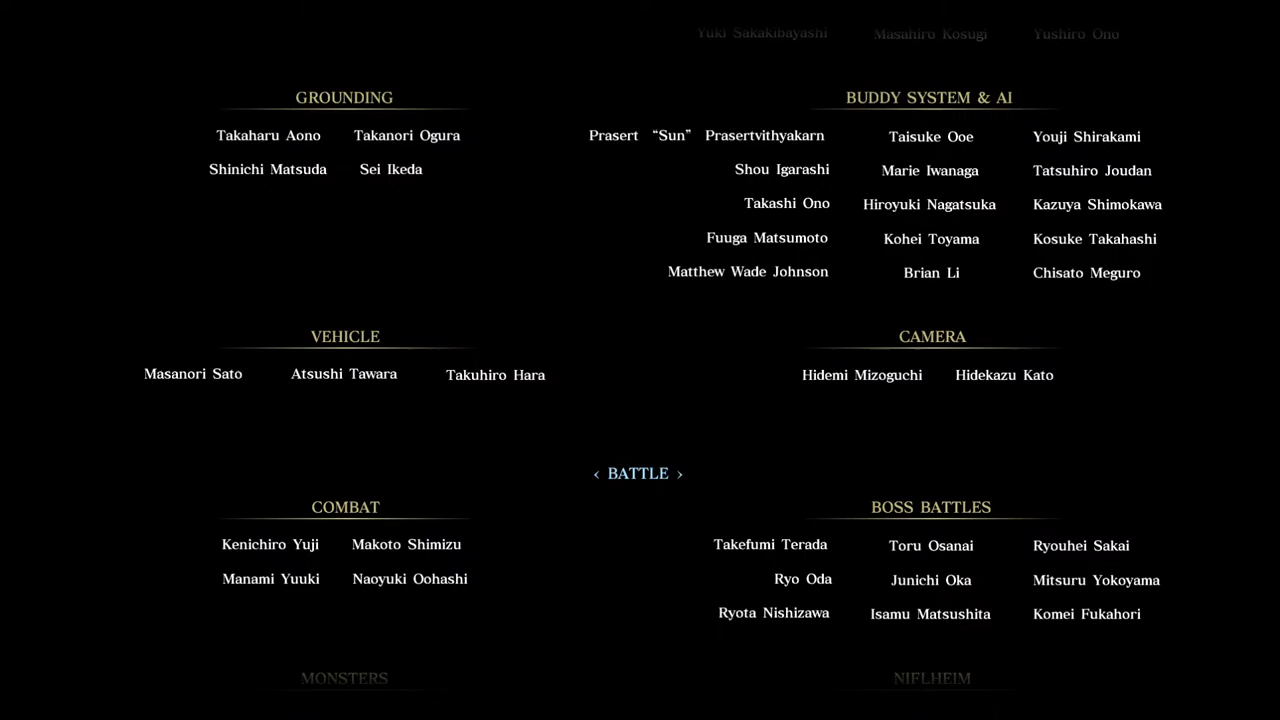 Yuki Sakakibayashi Masahiro Kosugi Yushiro Ono
GROUNDING
Takaharu Aono Takanori Ogura
Shinichi Matsuda Sei Ikeda
BUDDY SYSTEM & AI
Prasert “Sun” Prasertvithyakarn Taisuke Ooe Youji Shirakami
Shou Igarashi Marie Iwanaga Tatsuhiro Joudan
Takashi Ono Hiroyuki Nagatsuka Kazuya Shimokawa
Fuuga Matsumoto Kohei Toyama Kosuke Takahashi
Matthew Wade Johnson Brian Li Chisato Meguro
VEHICLE
Masanori Sato Atsushi Tawara Takuhiro Hara
CAMERA
Hidemi Mizoguchi Hidekazu Kato
‹ BATTLE ›
COMBAT
Kenichiro Yuji Makoto Shimizu
Manami Yuuki Naoyuki Oohashi
BOSS BATTLES
Takefumi Terada Toru Osanai Ryouhei Sakai
Ryo Oda Junichi Oka Mitsuru Yokoyama
Ryota Nishizawa Isamu Matsushita Komei Fukahori
MONSTERS
NIFLHEIM